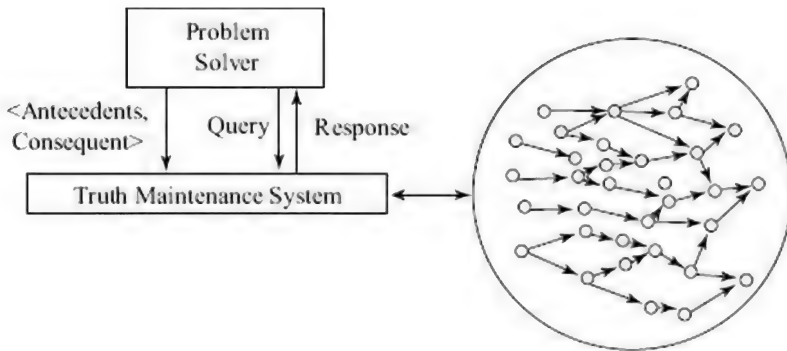 Problem
Solver
<Antecedents,
Consequent>
Query
Response
Truth Maintenance System